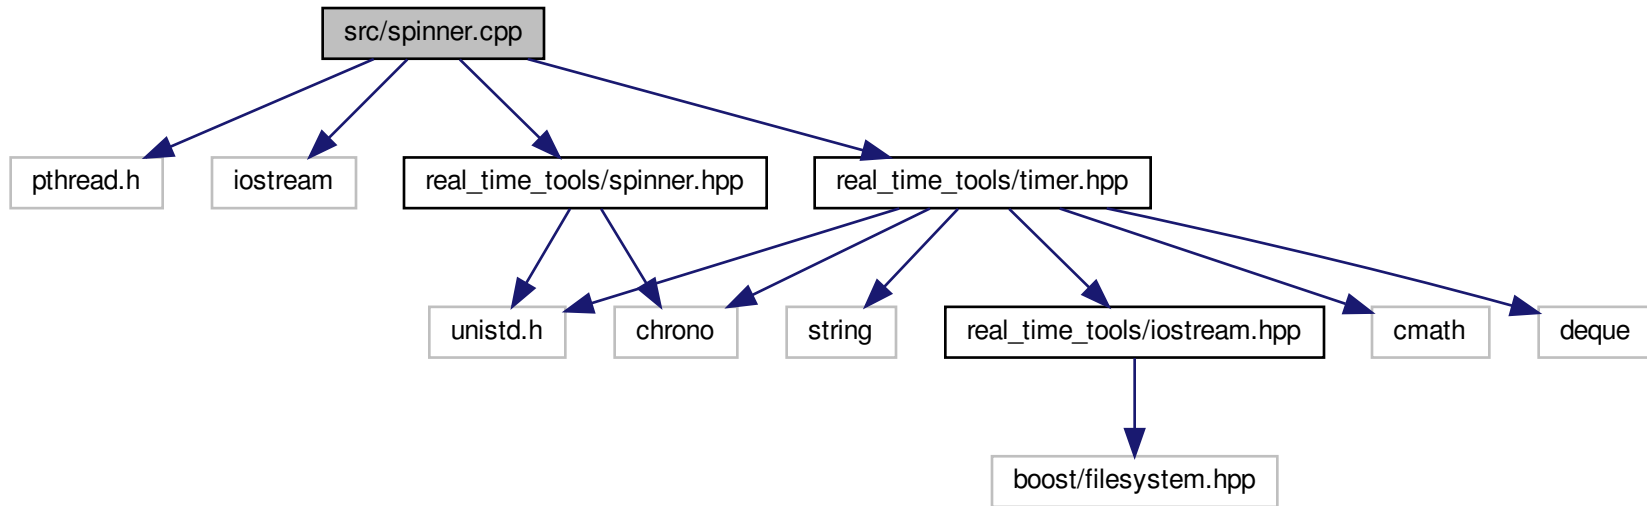 src/spinner.cpp
pthread.h
iostream
real_time_tools/spinner.hpp
real_time_tools/timer.hpp
unistd.h
chrono
string
real_time_tools/iostream.hpp
cmath
deque
boost/filesystem.hpp